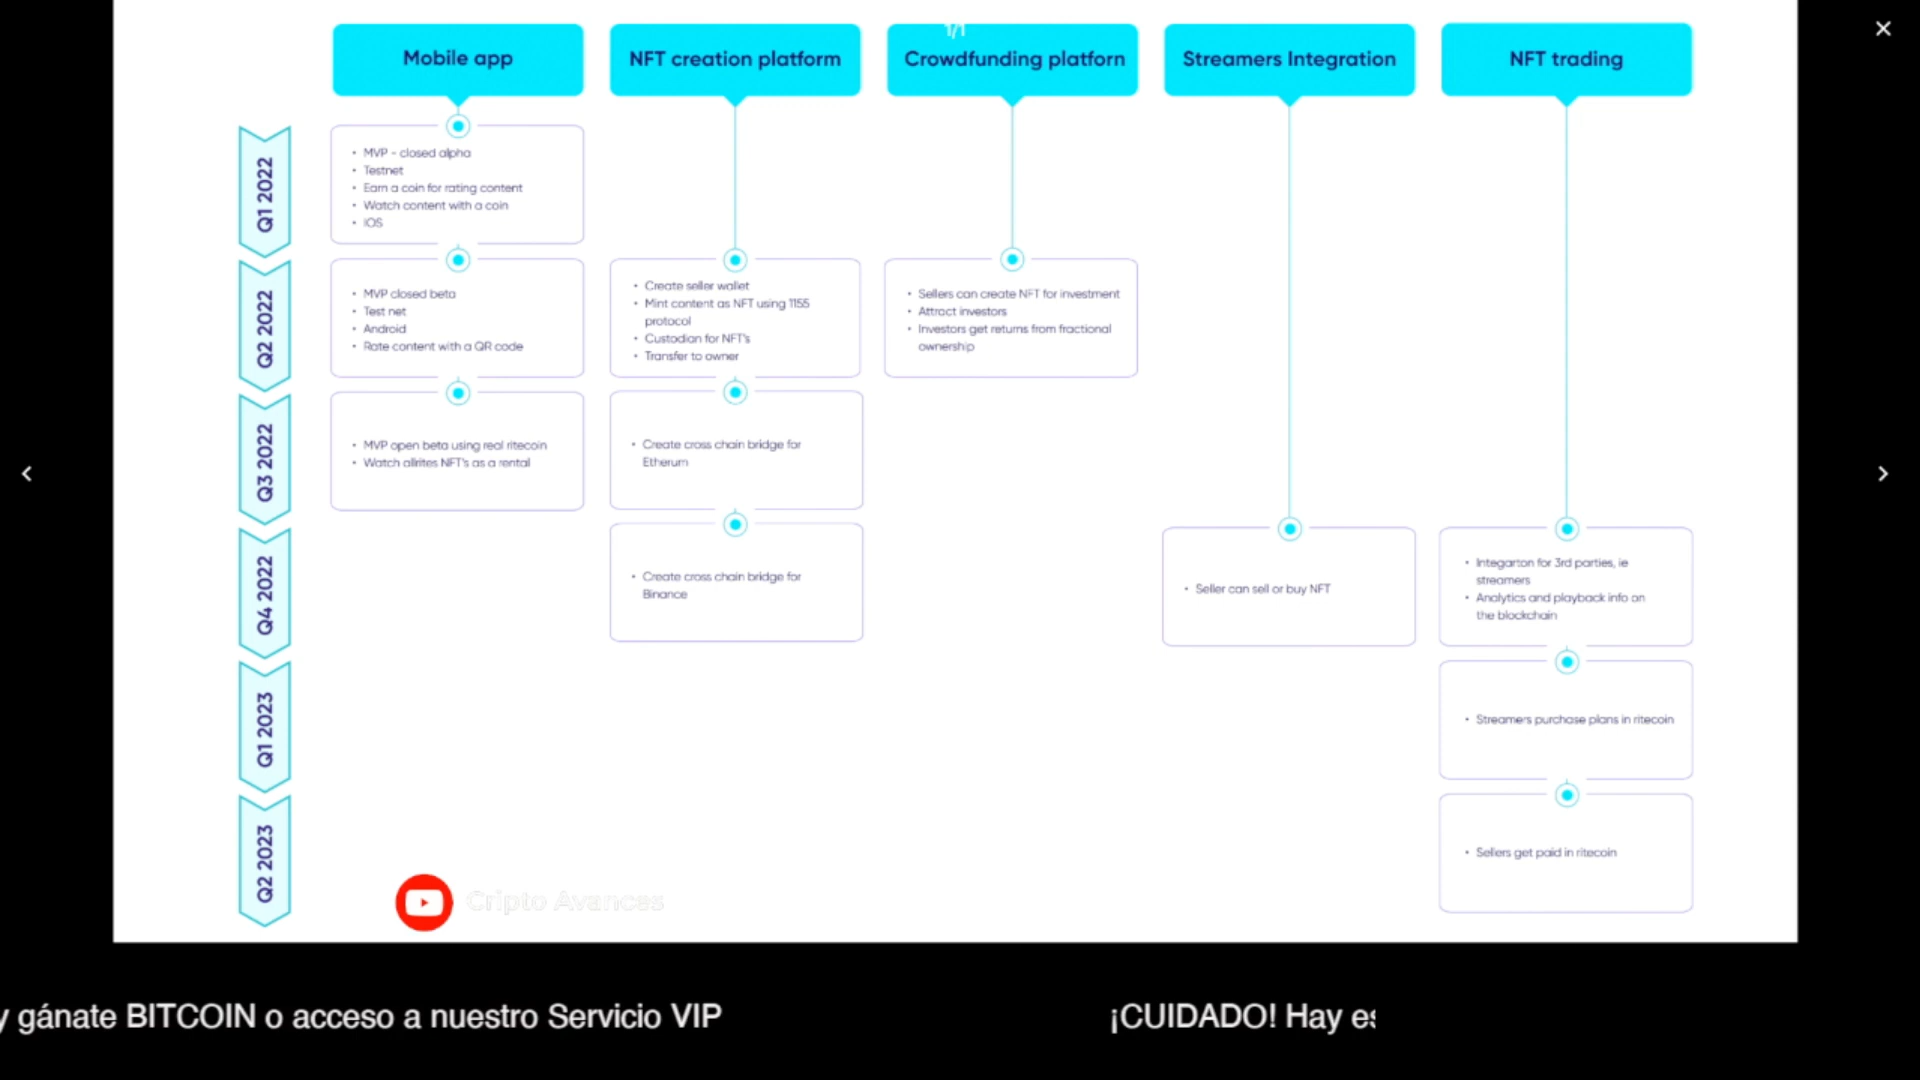 1/1
Mobile app
NFT creation platform
Crowdfunding platforn
Streamers Integration
NFT trading
Q1 2022
• MVP - closed alpha
• Testnet
• Earn a coin for rating content
• Watch content with a coin
• IOS
Q2 2022
• MVP closed beta
• Test net
• Android
• Rate content with a QR code
• Create seller wallet
• Mint content as NFT using 1155
protocol
• Custodian for NFT's
• Transfer to owner
• Sellers can create NFT for investment
• Attract investors
• Investors get returns from fractional
ownership
Q3 2022
• MVP open beta using real ritecoin
• Watch allrites NFT's as a rental
• Create cross chain bridge for
Etherum
Q4 2022
• Create cross chain bridge for
Binance
• Seller can sell or buy NFT
• Integarton for 3rd parties, ie
streamers
• Analytics and playback info on
the blockchain
Q1 2023
• Streamers purchase plans in ritecoin
Q2 2023
• Sellers get paid in ritecoin
Cripto Avances
y gánate BITCOIN o acceso a nuestro Servicio VIP
¡CUIDADO! Hay es